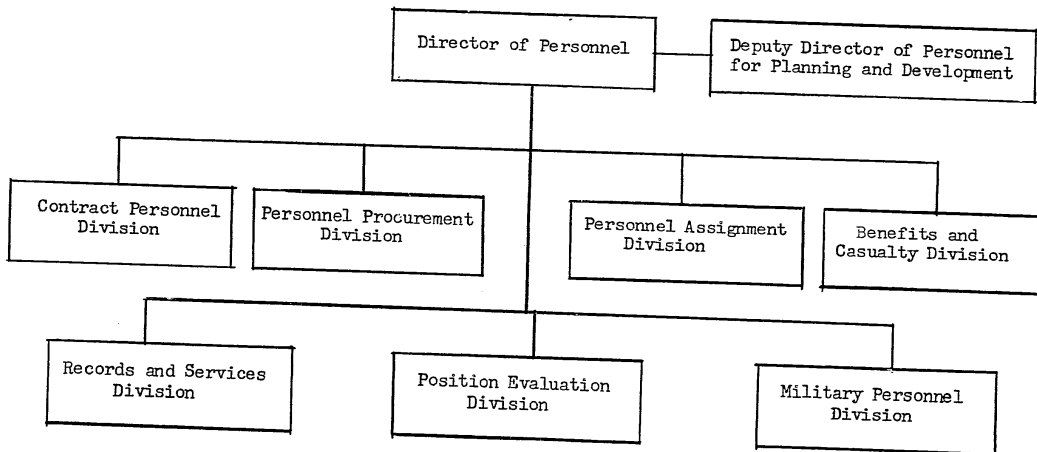 Director of Personnel
Deputy Director of Personnel
for Planning and Development
Contract Personnel
Division
Personnel Procurement
Division
Personnel Assignment
Division
Benefits and
Casualty Division
Records and Services
Division
Position Evaluation
Division
Military Personnel
Division